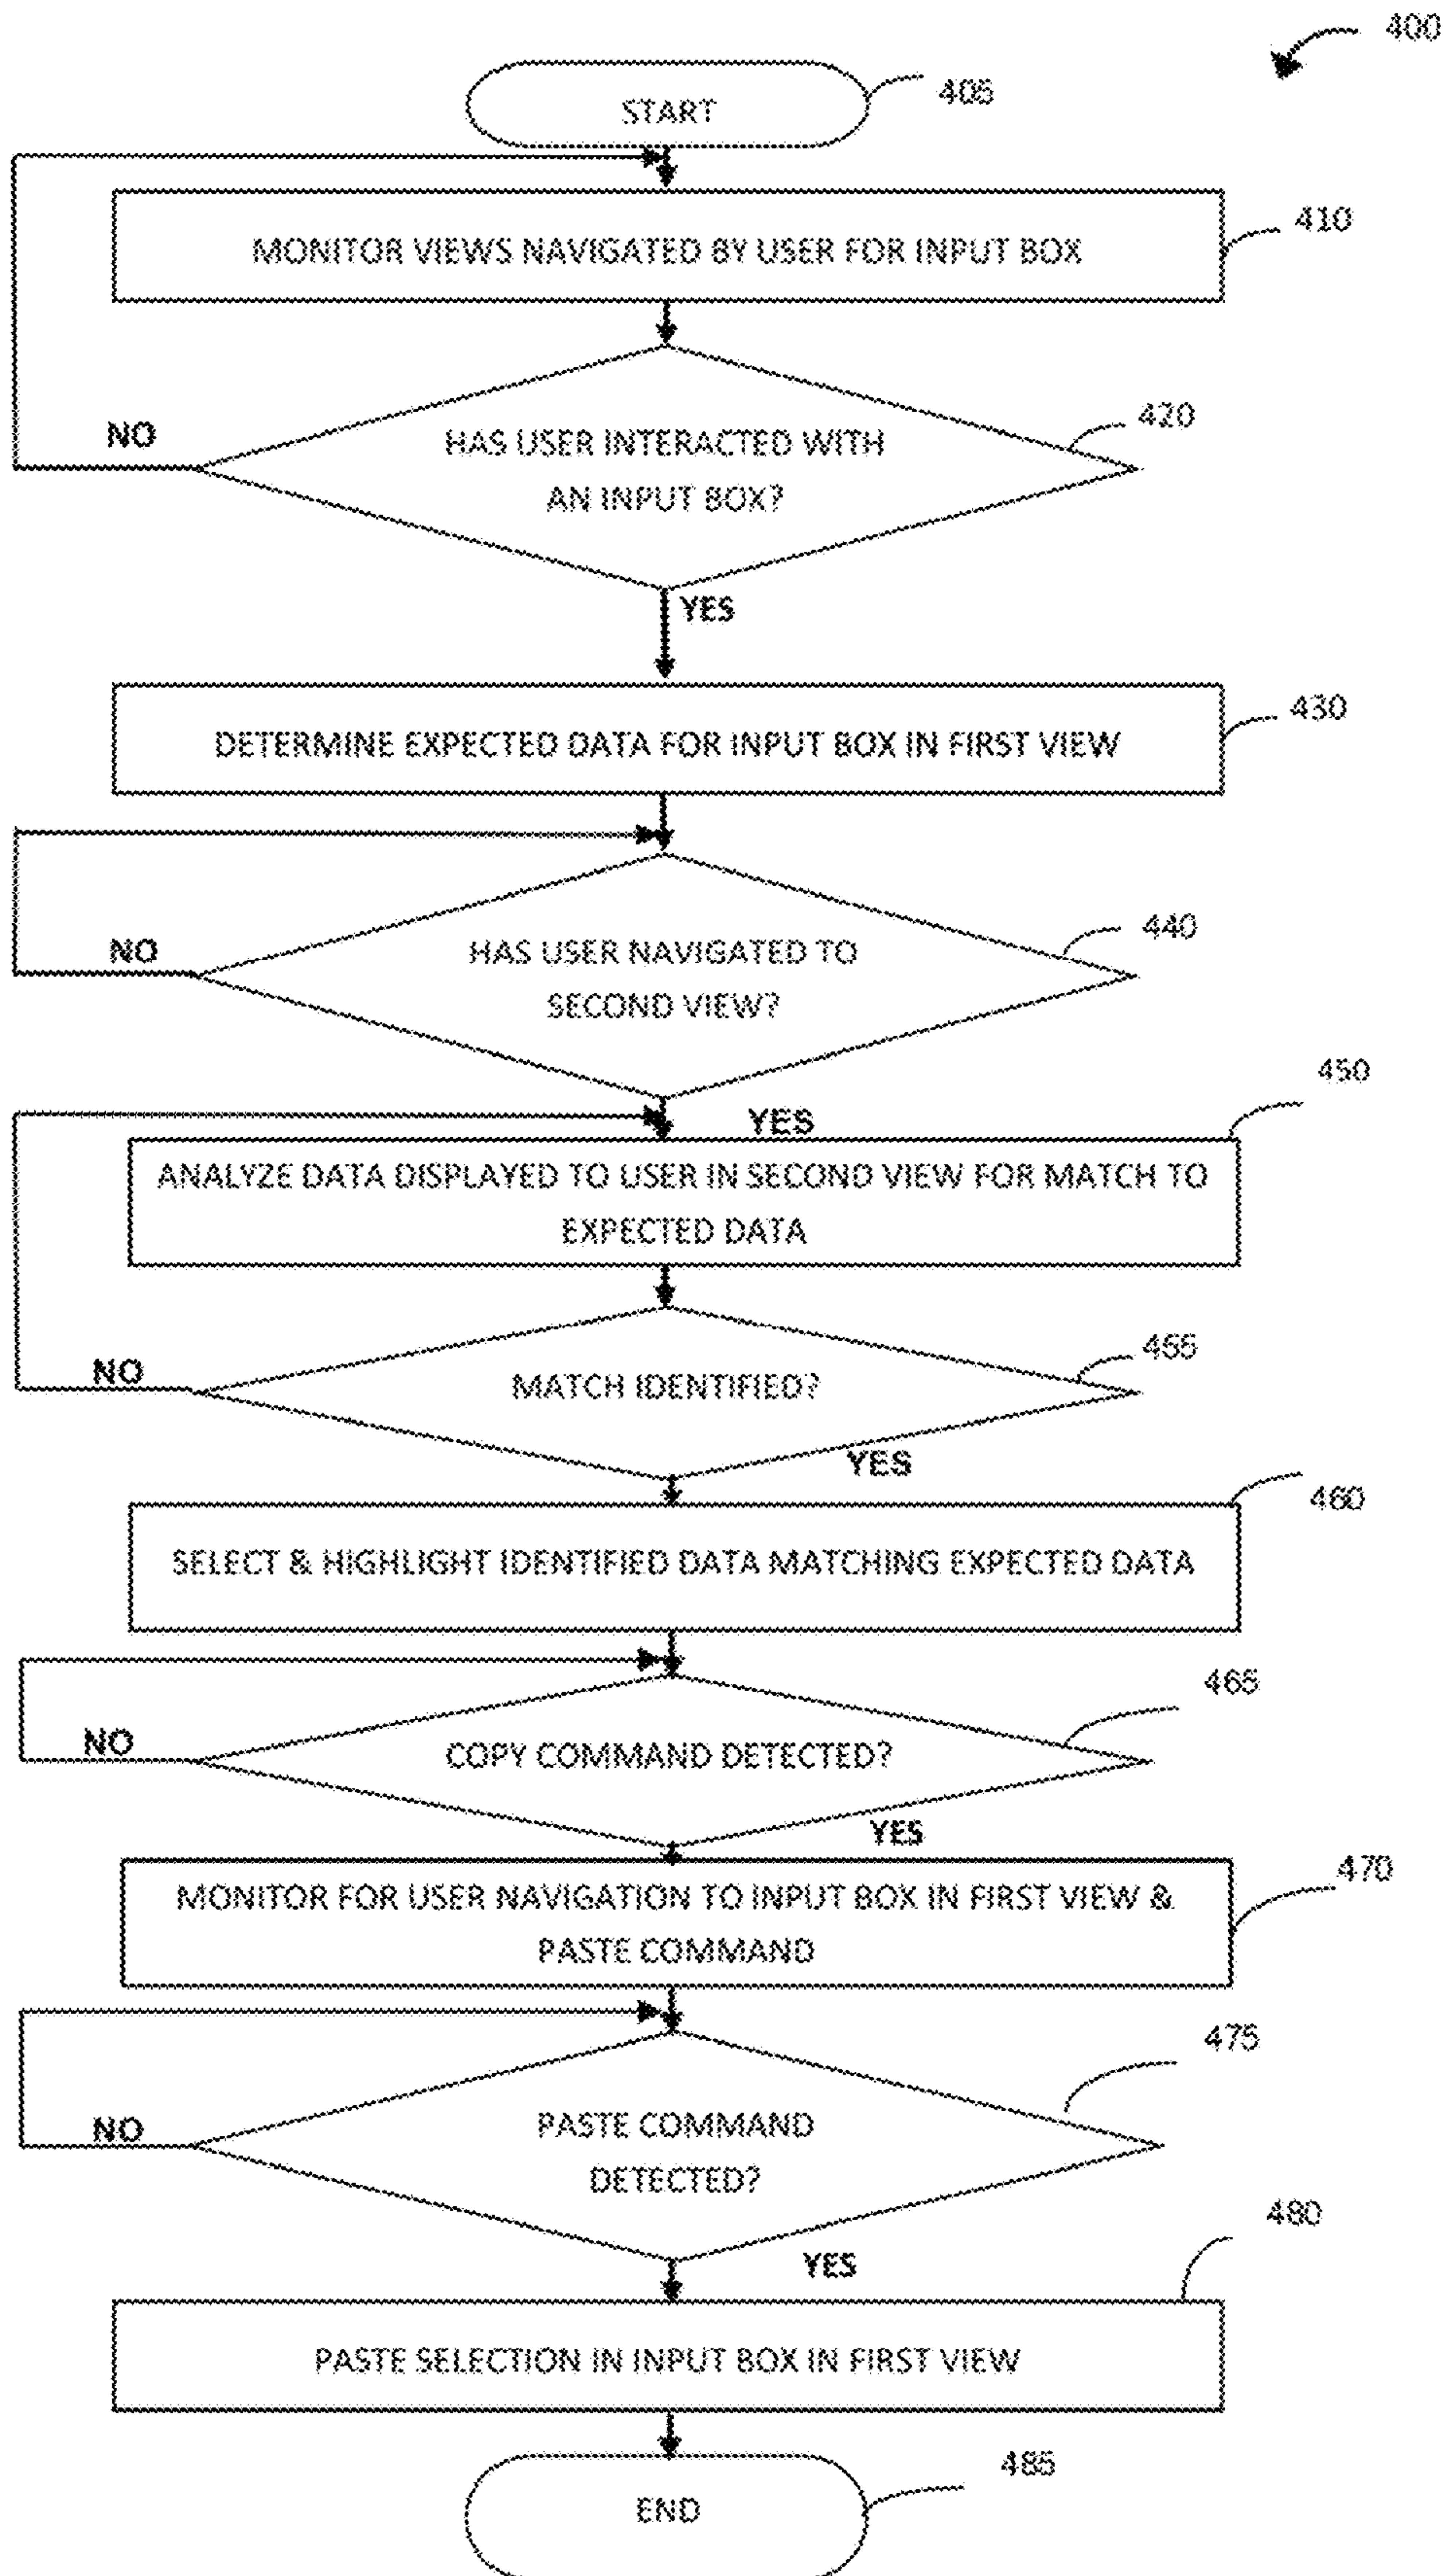 400
START
405
MONITOR VIEWS NAVIGATED BY USER FOR INPUT BOX
410
HAS USER INTERACTED WITH
AN INPUT BOX?
420
NO
YES
DETERMINE EXPECTED DATA FOR INPUT BOX IN FIRST VIEW
430
HAS USER NAVIGATED TO
SECOND VIEW?
440
NO
YES
450
ANALYZE DATA DISPLAYED TO USER IN SECOND VIEW FOR MATCH TO
EXPECTED DATA
MATCH IDENTIFIED?
455
NO
YES
460
SELECT & HIGHLIGHT IDENTIFIED DATA MATCHING EXPECTED DATA
COPY COMMAND DETECTED?
465
NO
YES
470
MONITOR FOR USER NAVIGATION TO INPUT BOX IN FIRST VIEW &
PASTE COMMAND
475
PASTE COMMAND
DETECTED?
NO
YES
480
PASTE SELECTION IN INPUT BOX IN FIRST VIEW
END
485